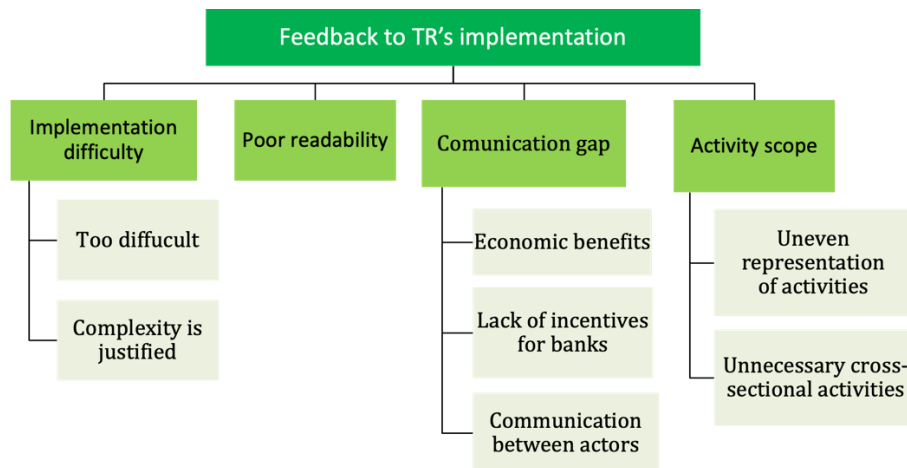 Feedback to TR’s implementation
Implementation
difficulty
Poor readability
Comunication gap
Activity scope
Too diffucult
Complexity is
justified
Economic benefits
Lack of incentives
for banks
Communication
between actors
Uneven
representation
of activities
Unnecessary cross-
sectional activities